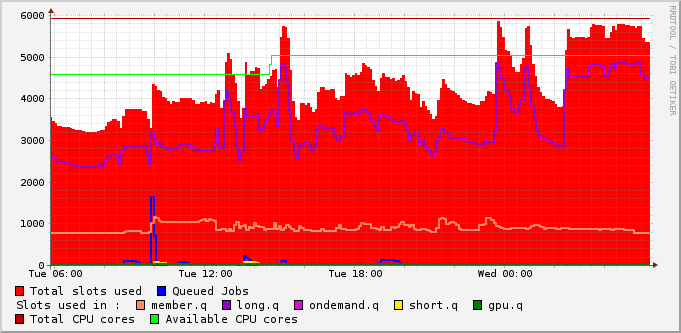 RRDTOOL / TOBI OETIKER
6000
5000
4000
3000
2000
1000
0
Tue 06:00 Tue 12:00 Tue 18:00 Wed 00:00
Total slots used Queued Jobs
Slots used in : member.q long.q ondemand.q short.q gpu.q
Total CPU cores Available CPU cores